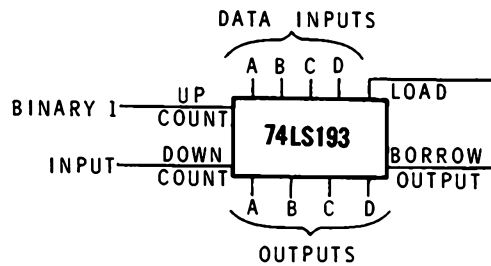 DATA INPUTS
A B C D
LOAD
BINARY 1 UP
COUNT
74LS193
INPUT DOWN
COUNT
BORROW
OUTPUT
A B C D
OUTPUTS